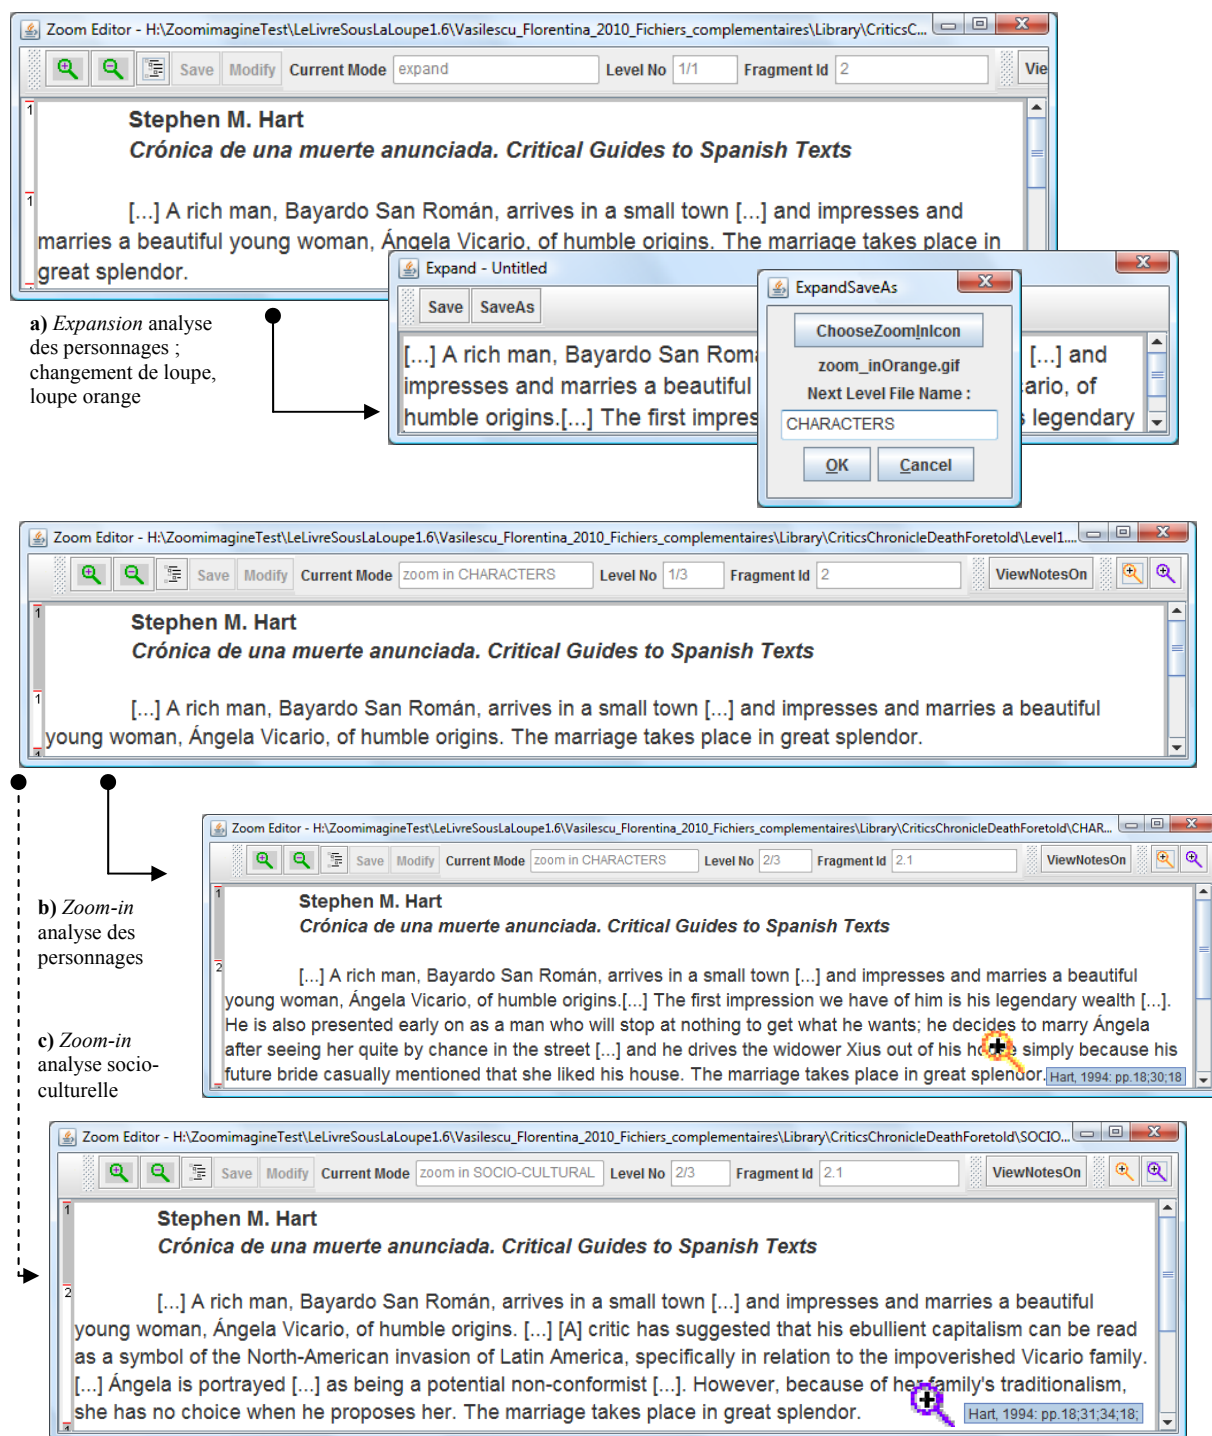 Zoom Editor - H:\ZoomimagineTest\LeLivreSousLaLoupe1.6\Vasilescu_Florentina_2010_Fichiers_complementaires\Library\CriticsC...
Save Modify Current Mode expand Level No 1/1 Fragment Id 2 Vie
1 Stephen M. Hart
Crónica de una muerte anunciada. Critical Guides to Spanish Texts
1 [...] A rich man, Bayardo San Román, arrives in a small town [...] and impresses and
marries a beautiful young woman, Ángela Vicario, of humble origins. The marriage takes place in
great splendor.
Expand - Untitled
Save SaveAs
[...] A rich man, Bayardo San Roma [...] and
impresses and marries a beautiful cario, of
humble origins.[...] The first impres s legendary
ExpandSaveAs
ChooseZoomInIcon
zoom_inOrange.gif
Next Level File Name :
CHARACTERS
OK Cancel
a) Expansion analyse
des personnages ;
changement de loupe,
loupe orange
Zoom Editor - H:\ZoomimagineTest\LeLivreSousLaLoupe1.6\Vasilescu_Florentina_2010_Fichiers_complementaires\Library\CriticsChronicleDeathForetold\Level1....
Save Modify Current Mode zoom in CHARACTERS Level No 1/3 Fragment Id 2 ViewNotesOn
1 Stephen M. Hart
Crónica de una muerte anunciada. Critical Guides to Spanish Texts
1 [...] A rich man, Bayardo San Román, arrives in a small town [...] and impresses and marries a beautiful
young woman, Ángela Vicario, of humble origins. The marriage takes place in great splendor.
Zoom Editor - H:\ZoomimagineTest\LeLivreSousLaLoupe1.6\Vasilescu_Florentina_2010_Fichiers_complementaires\Library\CriticsChronicleDeathForetold\CHAR...
Save Modify Current Mode zoom in CHARACTERS Level No 2/3 Fragment Id 2.1 ViewNotesOn
1 Stephen M. Hart
Crónica de una muerte anunciada. Critical Guides to Spanish Texts
2 [...] A rich man, Bayardo San Román, arrives in a small town [...] and impresses and marries a beautiful
young woman, Ángela Vicario, of humble origins.[...] The first impression we have of him is his legendary wealth [...].
He is also presented early on as a man who will stop at nothing to get what he wants; he decides to marry Ángela
after seeing her quite by chance in the street [...] and he drives the widower Xius out of his house simply because his
future bride casually mentioned that she liked his house. The marriage takes place in great splendor. Hart, 1994: pp.18;30;18
b) Zoom-in
analyse des
personnages
c) Zoom-in
analyse socio-
culturelle
Zoom Editor - H:\ZoomimagineTest\LeLivreSousLaLoupe1.6\Vasilescu_Florentina_2010_Fichiers_complementaires\Library\CriticsChronicleDeathForetold\SOCIO...
Save Modify Current Mode zoom in SOCIO-CULTURAL Level No 2/3 Fragment Id 2.1 ViewNotesOn
1 Stephen M. Hart
Crónica de una muerte anunciada. Critical Guides to Spanish Texts
2 [...] A rich man, Bayardo San Román, arrives in a small town [...] and impresses and marries a beautiful
young woman, Ángela Vicario, of humble origins. [...] [A] critic has suggested that his ebullient capitalism can be read
as a symbol of the North-American invasion of Latin America, specifically in relation to the impoverished Vicario family.
[...] Ángela is portrayed [...] as being a potential non-conformist [...]. However, because of her family's traditionalism,
she has no choice when he proposes her. The marriage takes place in great splendor. Hart, 1994: pp.18;31;34;18;